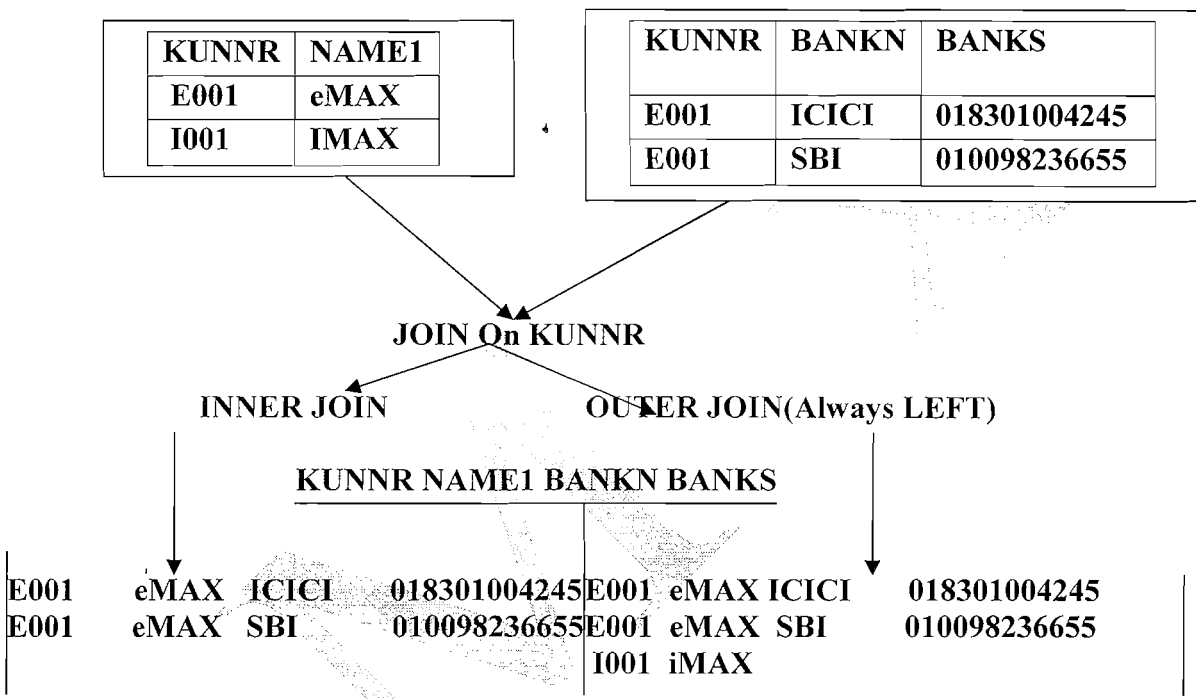 KUNNR NAME1
E001 eMAX
I001 IMAX
KUNNR BANKN BANKS
E001 ICICI 018301004245
E001 SBI 010098236655
JOIN On KUNNR
INNER JOIN
OUTER JOIN(Always LEFT)
KUNNR NAME1 BANKN BANKS
E001 eMAX ICICI 018301004245
E001 eMAX SBI 010098236655
E001 eMAX ICICI 018301004245
E001 eMAX SBI 010098236655
I001 iMAX